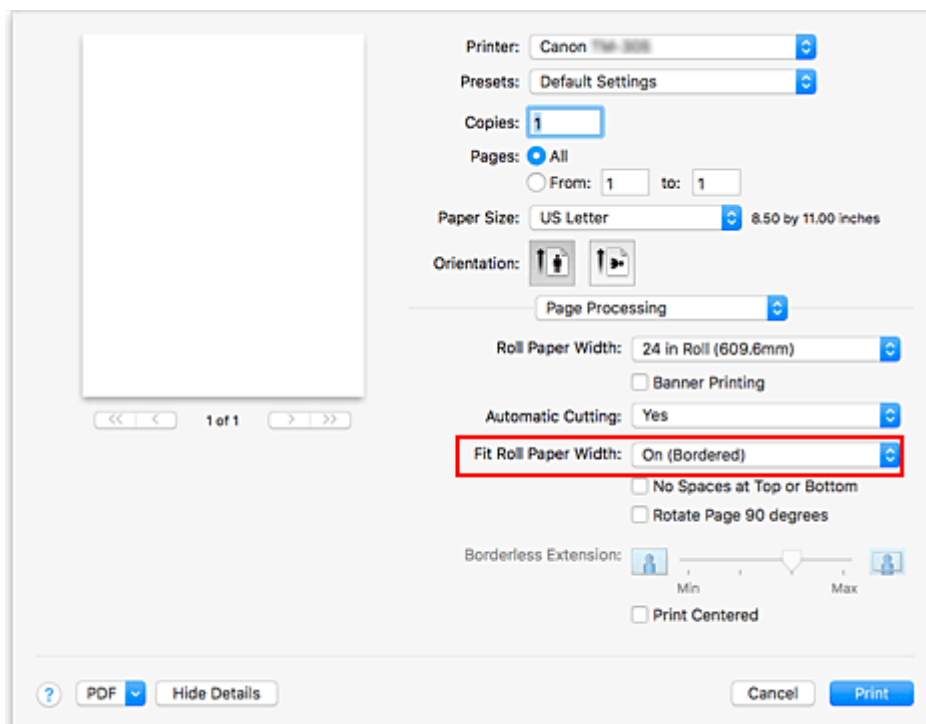 Printer: Canon
Presets: Default Settings
Copies: 1
Pages: All
From: 1 to: 1
Paper Size: US Letter 8.50 by 11.00 inches
Orientation:
Page Processing
Roll Paper Width: 24 in Roll (609.6mm)
Banner Printing
Automatic Cutting: Yes
Fit Roll Paper Width: On (Bordered)
No Spaces at Top or Bottom
Rotate Page 90 degrees
Borderless Extension:
Min Max
Print Centered
<< < 1 of 1 > >>
? PDF Hide Details Cancel Print